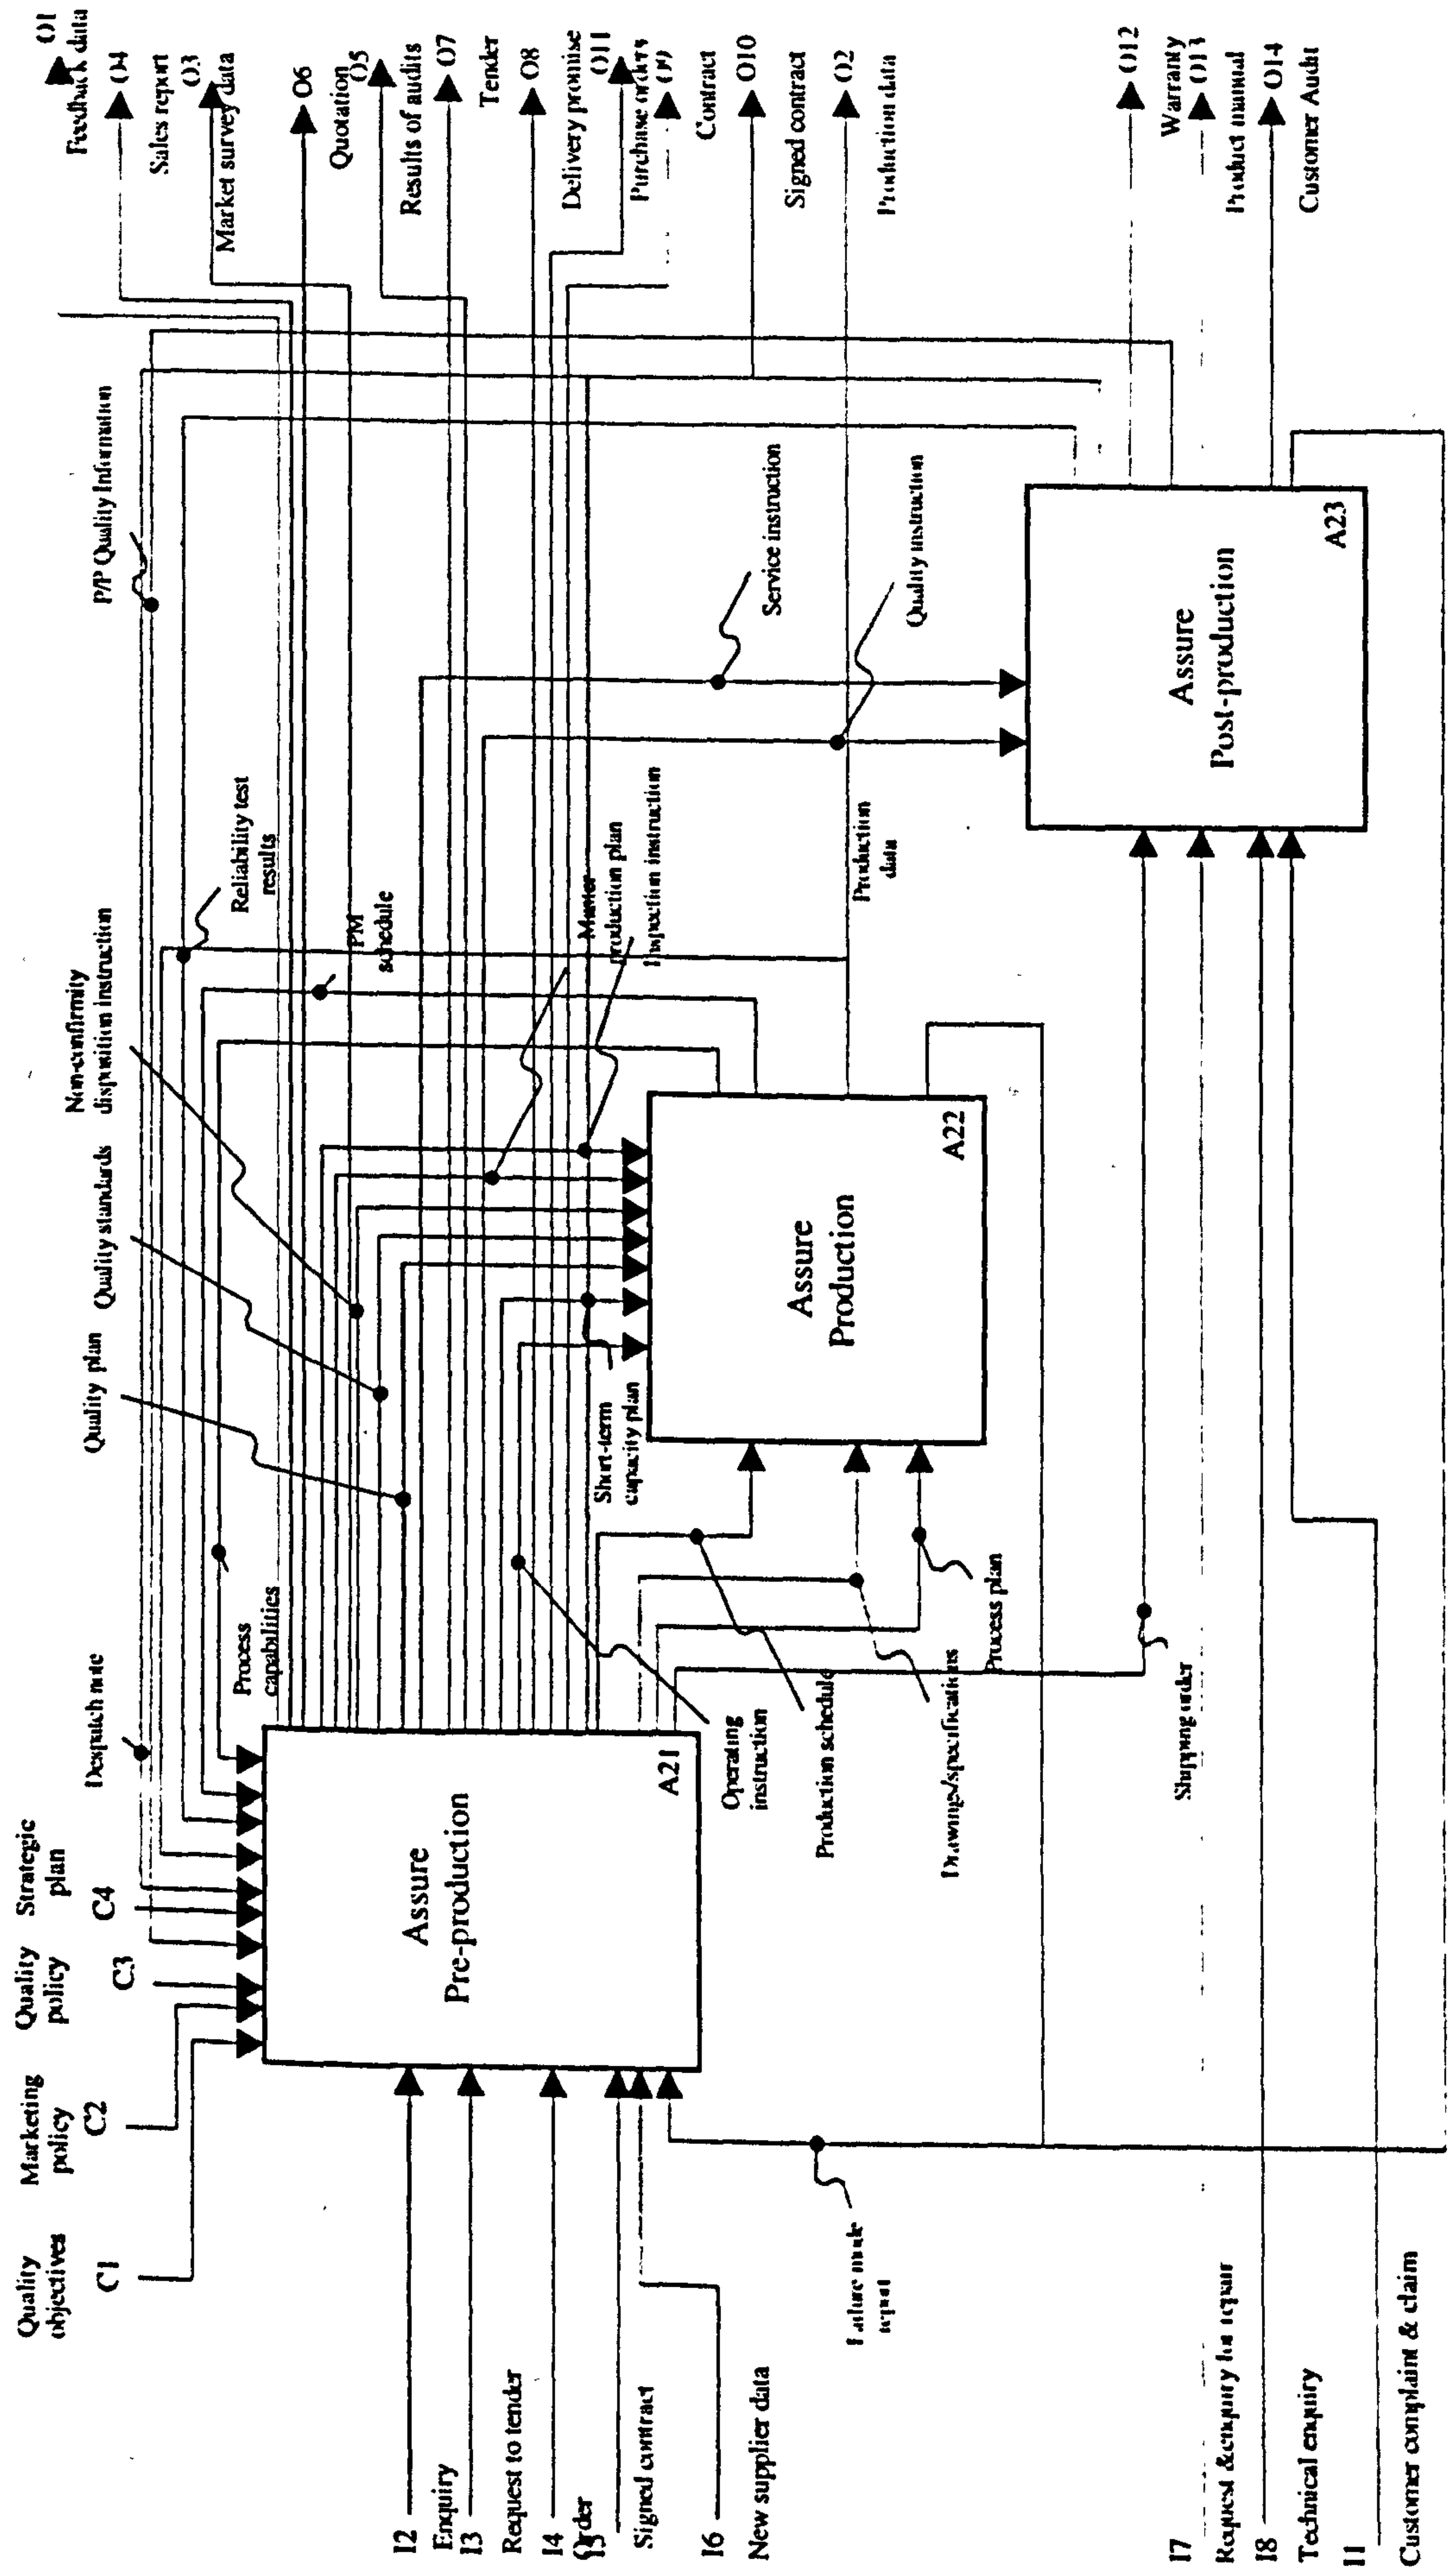 Quality
objectives
C1
Marketing
policy
C2
Quality
policy
C3
Strategic
plan
C4
Despatch note
Process
capabilities
Quality plan
Quality standards
Non-confirmity
disposition instruction
Reliability test
results
PM
schedule
P/P Quality Information
O1
Feedback data
O4
Sales report
O3
Market survey data
O6
Quotation
O5
Results of audits
O7
Tender
O8
Delivery promise
O11
Purchase orders
O9
Contract
O10
Signed contract
O2
Production data
O12
Warranty
O13
Product manual
O14
Customer Audit
I2
Enquiry
I3
Request to tender
I4
Order
I5
Signed contract
I6
New supplier data
I7
Request &enquiry for repair
I8
Technical enquiry
I1
Customer complaint & claim
Assure
Pre-production
A21
Operating
instruction
Production schedule
Drawings/specifications
Process plan
Short-term
capacity plan
Master
production plan
Inspection instruction
Assure
Production
A22
Production
data
Service instruction
Quality instruction
Assure
Post-production
A23
Shipping order
Failure mode
report